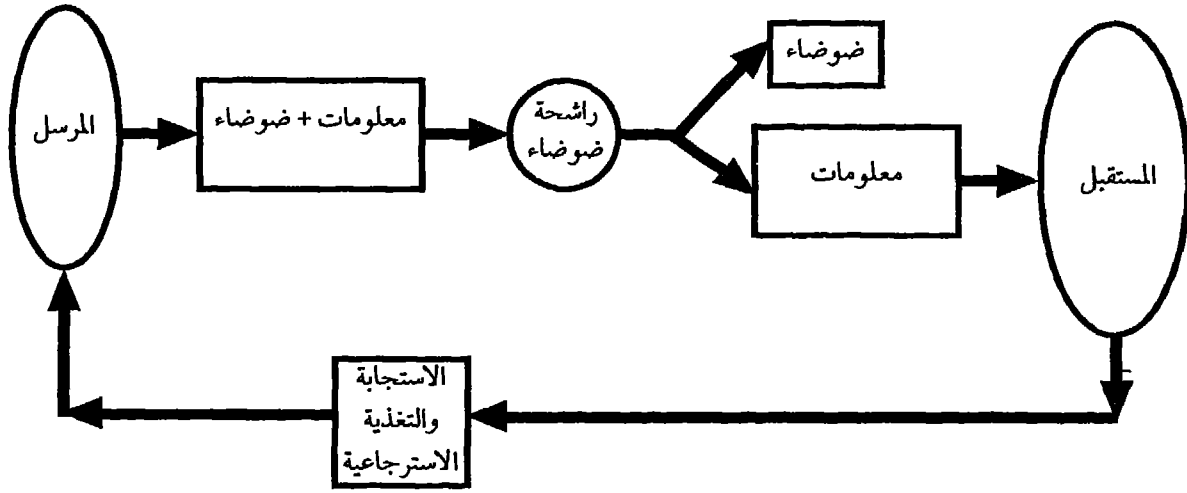 المرسل
معلومات + ضوضاء
راشحة
ضوضاء
ضوضاء
معلومات
المستقبل
الاستجابة
والتغذية
الاسترجاعية